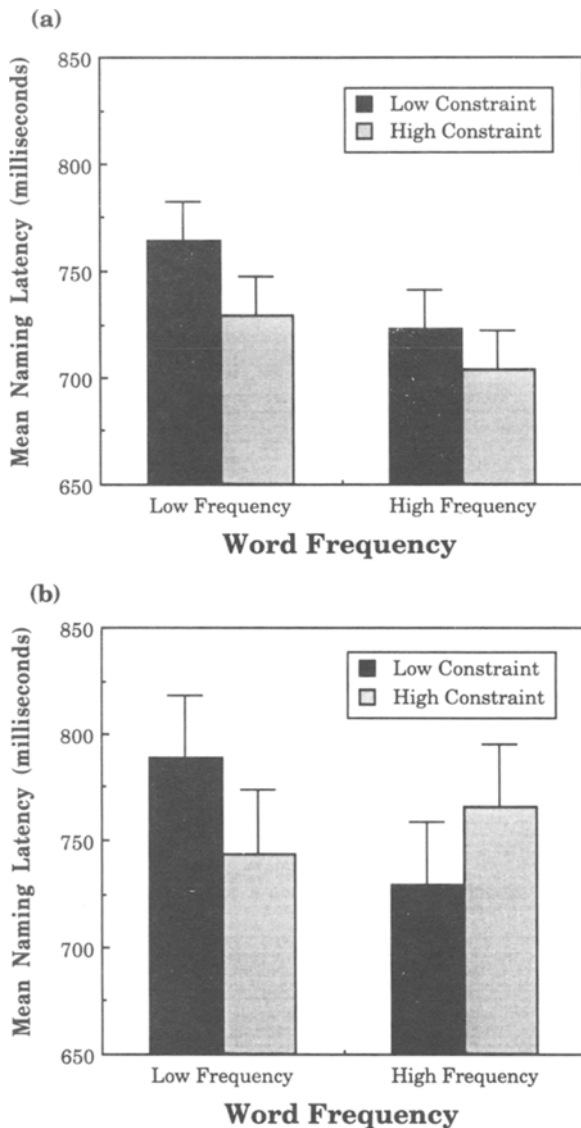 (a)
Mean Naming Latency (milliseconds)
850
800
750
700
650
Low Constraint
High Constraint
Low Frequency High Frequency
Word Frequency
(b)
Mean Naming Latency (milliseconds)
850
800
750
700
650
Low Constraint
High Constraint
Low Frequency High Frequency
Word Frequency